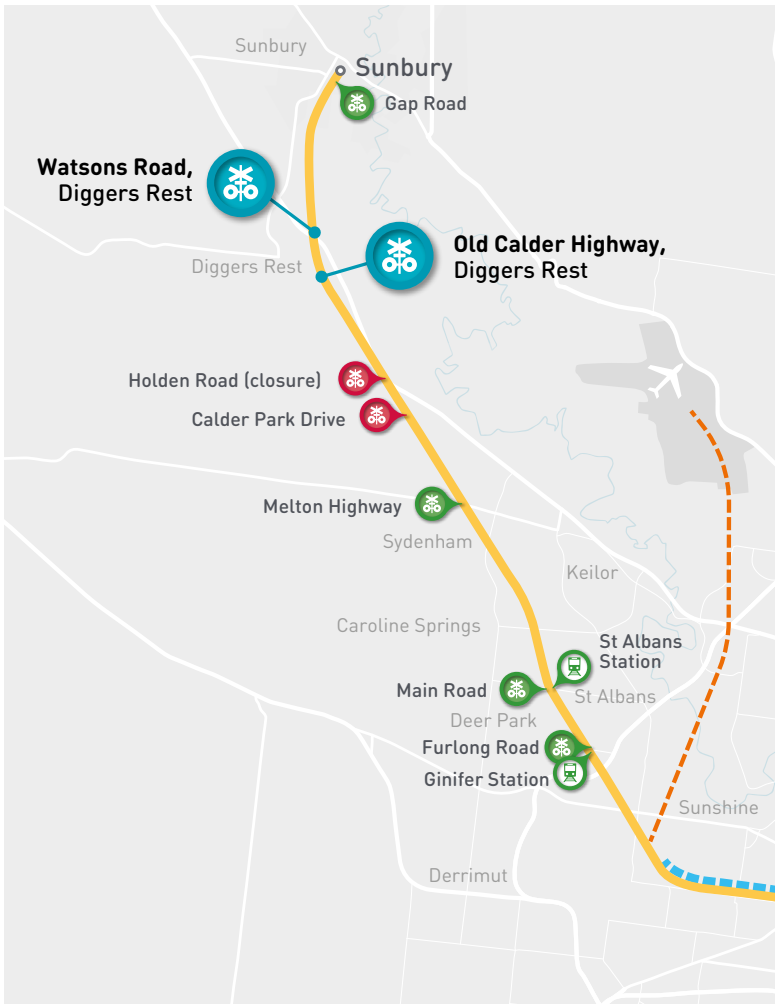 Sunbury
Sunbury
Gap Road
Watsons Road,
Diggers Rest
Old Calder Highway,
Diggers Rest
Diggers Rest
Holden Road (closure)
Calder Park Drive
Melton Highway
Sydenham
Keilor
Caroline Springs
St Albans
Station
Main Road
St Albans
Deer Park
Furlong Road
Ginifer Station
Sunshine
Derrimut